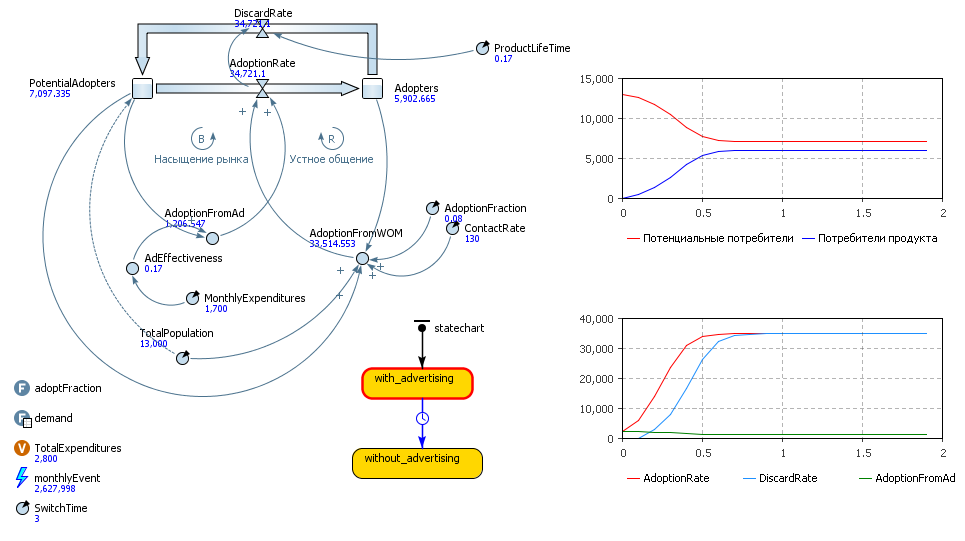 DiscardRate
34,721.1
ProductLifeTime
0.17
AdoptionRate
34,721.1
PotentialAdopters
7,097.335
Adopters
5,902.665
B
R
Насыщение рынка
Устное общение
AdoptionFromAd
1,206.547
AdoptionFraction
0.08
ContactRate
130
AdoptionFromWOM
33,514.553
AdEffectiveness
0.17
MonthlyExpenditures
1,700
TotalPopulation
13,000
statechart
with_advertising
without_advertising
F
adoptFraction
F
demand
V
TotalExpenditures
2,800
monthlyEvent
2,627,998
SwitchTime
3
15,000
10,000
5,000
0
0
0.5
1
1.5
2
Потенциальные потребители
Потребители продукта
40,000
30,000
20,000
10,000
0
0
0.5
1
1.5
2
AdoptionRate
DiscardRate
AdoptionFromAd